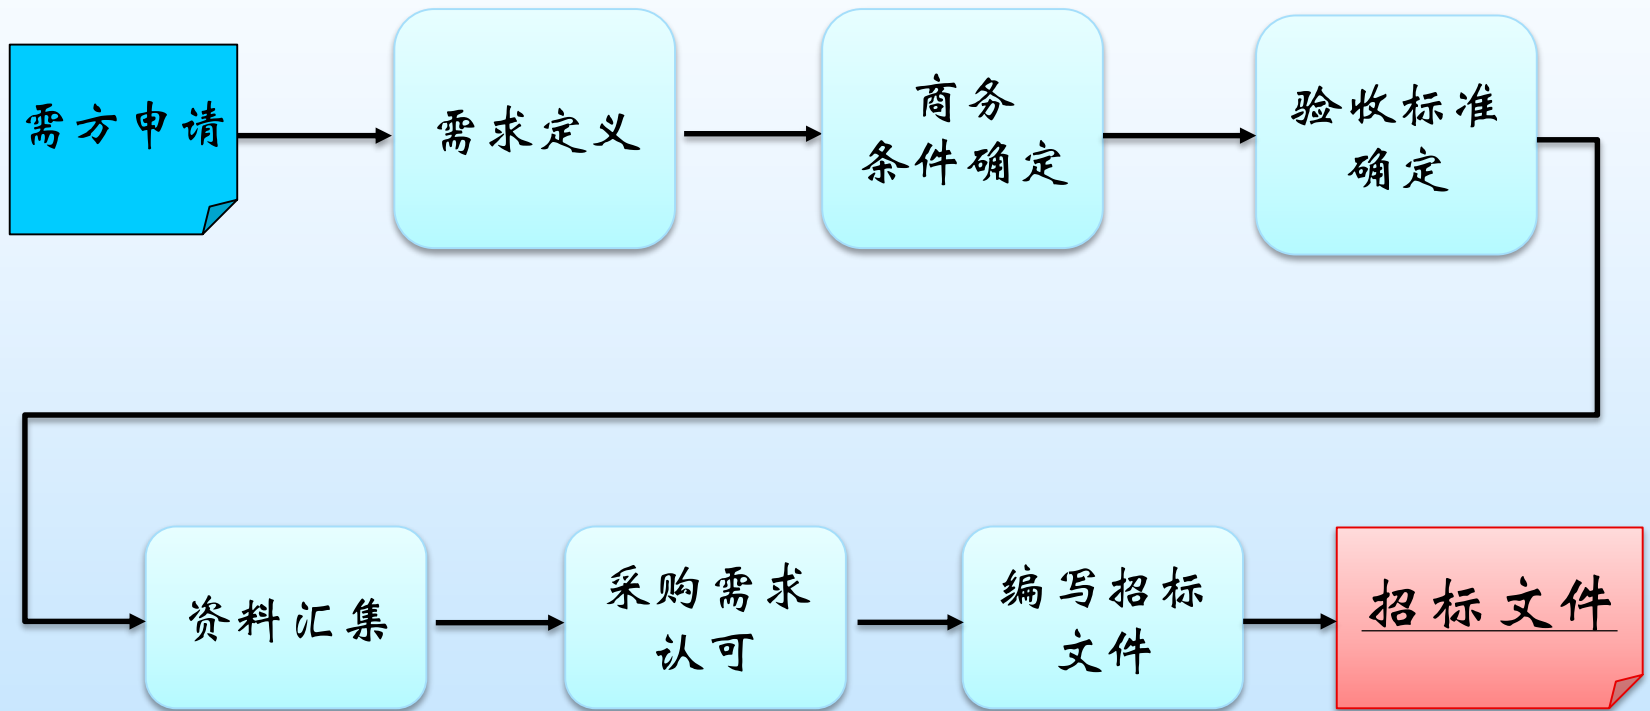 需方申请
需求定义
商务
条件确定
验收标准
确定
资料汇集
采购需求
认可
编写招标
文件
招标文件